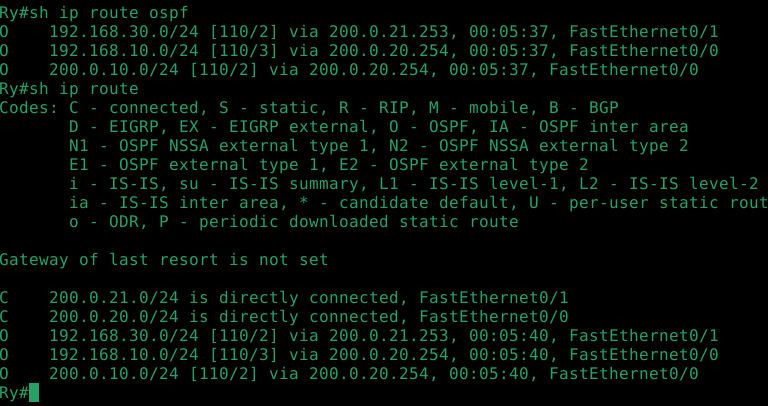 Ry#sh ip route ospf
O    192.168.30.0/24 [110/2] via 200.0.21.253, 00:05:37, FastEthernet0/1
O    192.168.10.0/24 [110/3] via 200.0.20.254, 00:05:37, FastEthernet0/0
O    200.0.10.0/24 [110/2] via 200.0.20.254, 00:05:37, FastEthernet0/0
Ry#sh ip route
Codes: C - connected, S - static, R - RIP, M - mobile, B - BGP
       D - EIGRP, EX - EIGRP external, O - OSPF, IA - OSPF inter area
       N1 - OSPF NSSA external type 1, N2 - OSPF NSSA external type 2
       E1 - OSPF external type 1, E2 - OSPF external type 2
       i - IS-IS, su - IS-IS summary, L1 - IS-IS level-1, L2 - IS-IS level-2
       ia - IS-IS inter area, * - candidate default, U - per-user static rout
       o - ODR, P - periodic downloaded static route
Gateway of last resort is not set
C    200.0.21.0/24 is directly connected, FastEthernet0/1
C    200.0.20.0/24 is directly connected, FastEthernet0/0
O    192.168.30.0/24 [110/2] via 200.0.21.253, 00:05:40, FastEthernet0/1
O    192.168.10.0/24 [110/3] via 200.0.20.254, 00:05:40, FastEthernet0/0
O    200.0.10.0/24 [110/2] via 200.0.20.254, 00:05:40, FastEthernet0/0
Ry#